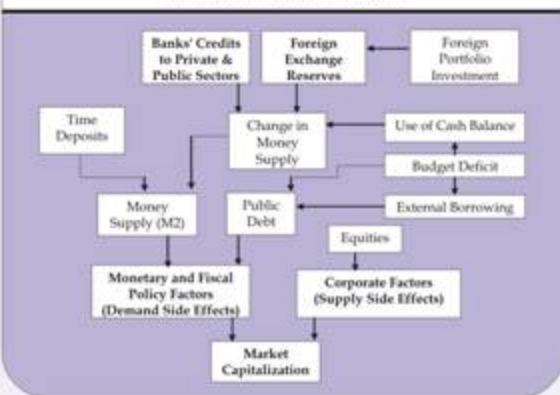 Banks' Credits
to Private &
Public Sectors
Foreign
Exchange
Reserves
Foreign
Portfolio
Investment
Time
Deposits
Change in
Money
Supply
Use of Cash Balance
Budget Deficit
External Borrowing
Money
Supply (M2)
Public
Debt
Equities
Monetary and Fiscal
Policy Factors
(Demand Side Effects)
Corporate Factors
(Supply Side Effects)
Market
Capitalization